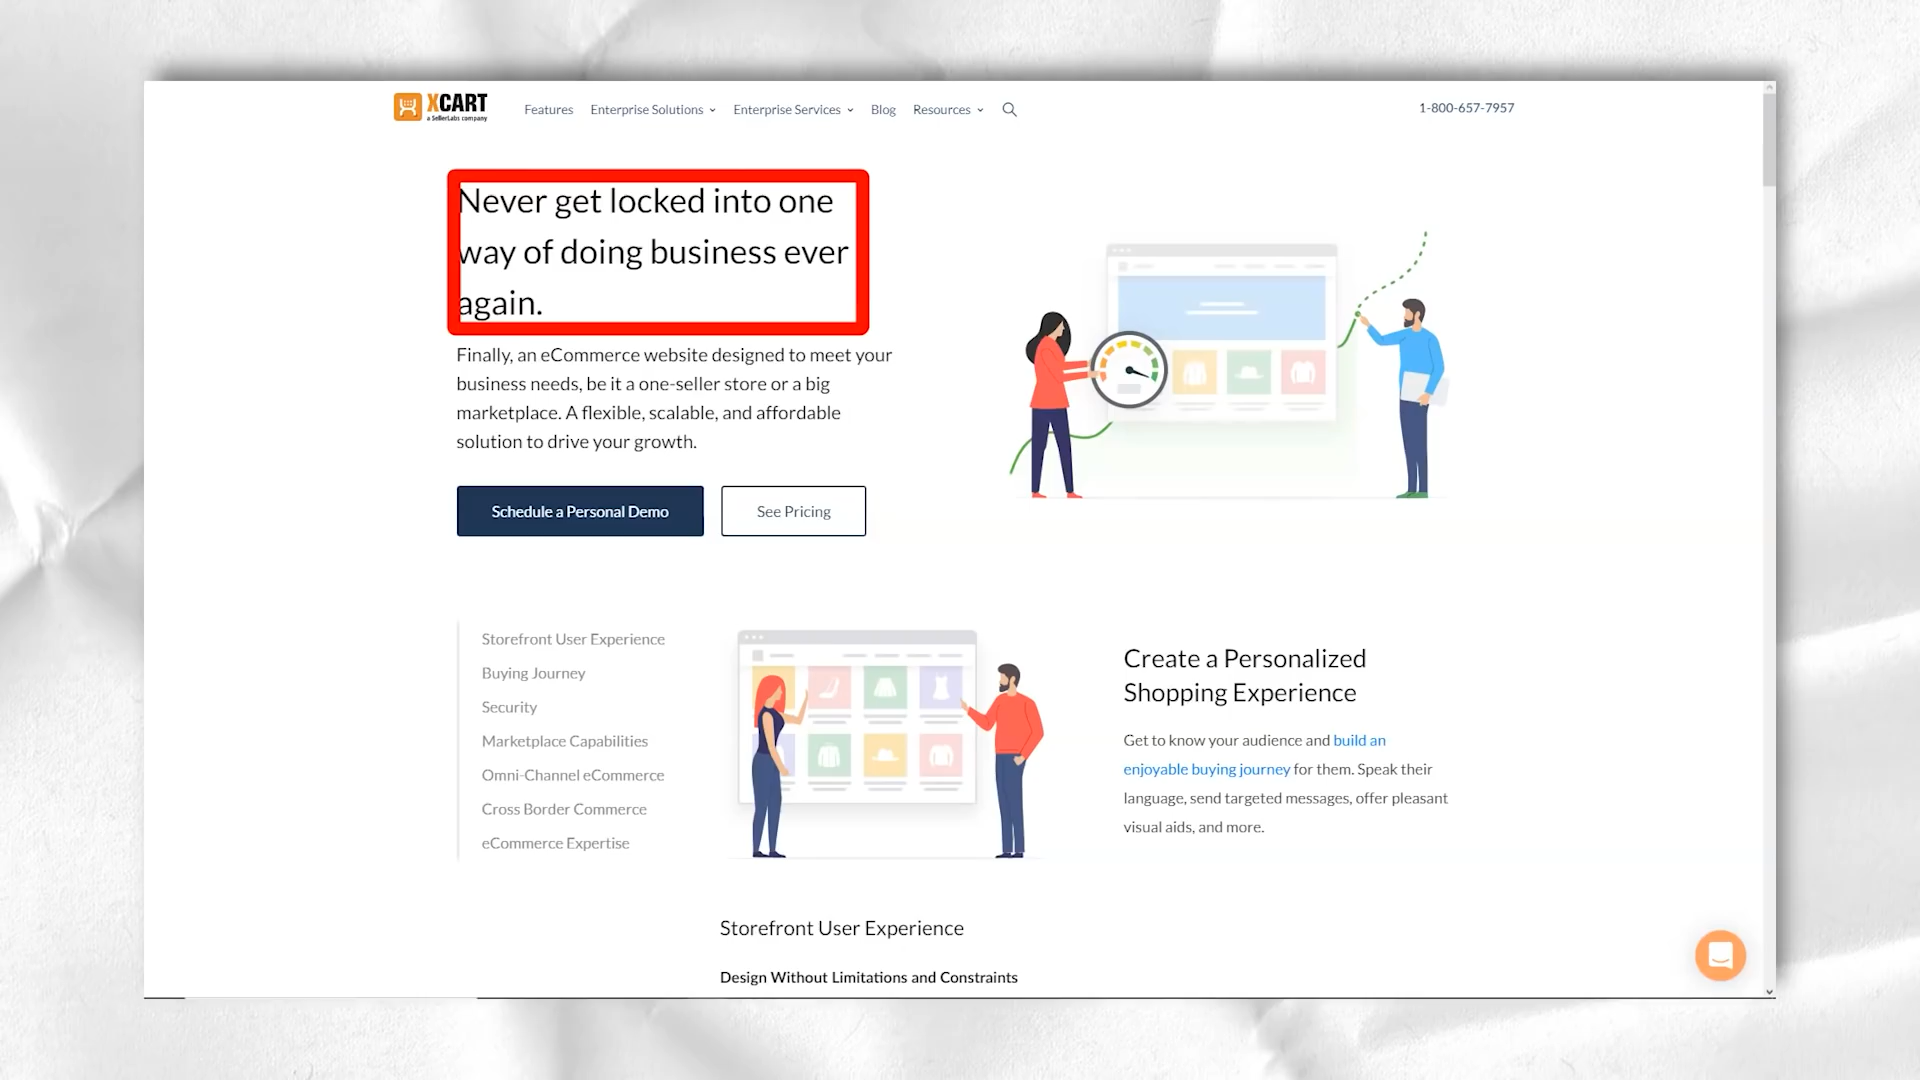 XCART
a SellerLabs company
Features
Enterprise Solutions
Enterprise Services
Blog
Resources
1-800-657-7957
Never get locked into one
way of doing business ever
again.
Finally, an eCommerce website designed to meet your
business needs, be it a one-seller store or a big
marketplace. A flexible, scalable, and affordable
solution to drive your growth.
Schedule a Personal Demo
See Pricing
Storefront User Experience
Buying Journey
Security
Marketplace Capabilities
Omni-Channel eCommerce
Cross Border Commerce
eCommerce Expertise
Create a Personalized
Shopping Experience
Get to know your audience and build an
enjoyable buying journey for them. Speak their
language, send targeted messages, offer pleasant
visual aids, and more.
Storefront User Experience
Design Without Limitations and Constraints